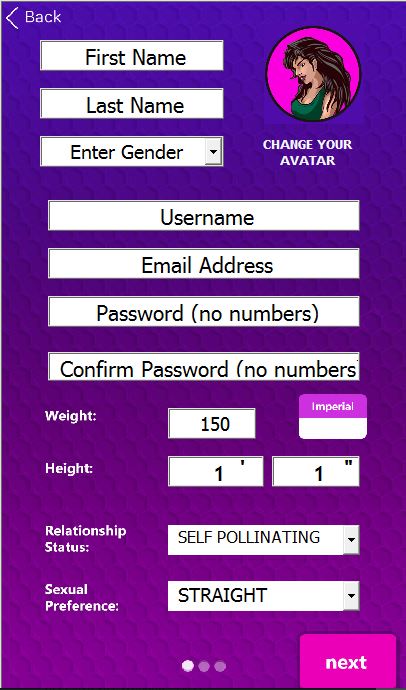 Back
First Name
Last Name
Enter Gender
CHANGE YOUR
AVATAR
Username
Email Address
Password (no numbers)
Confirm Password (no numbers
Weight:
150
Imperial
Height:
1 '
1 "
Relationship
Status:
SELF POLLINATING
Sexual
Preference:
STRAIGHT
next